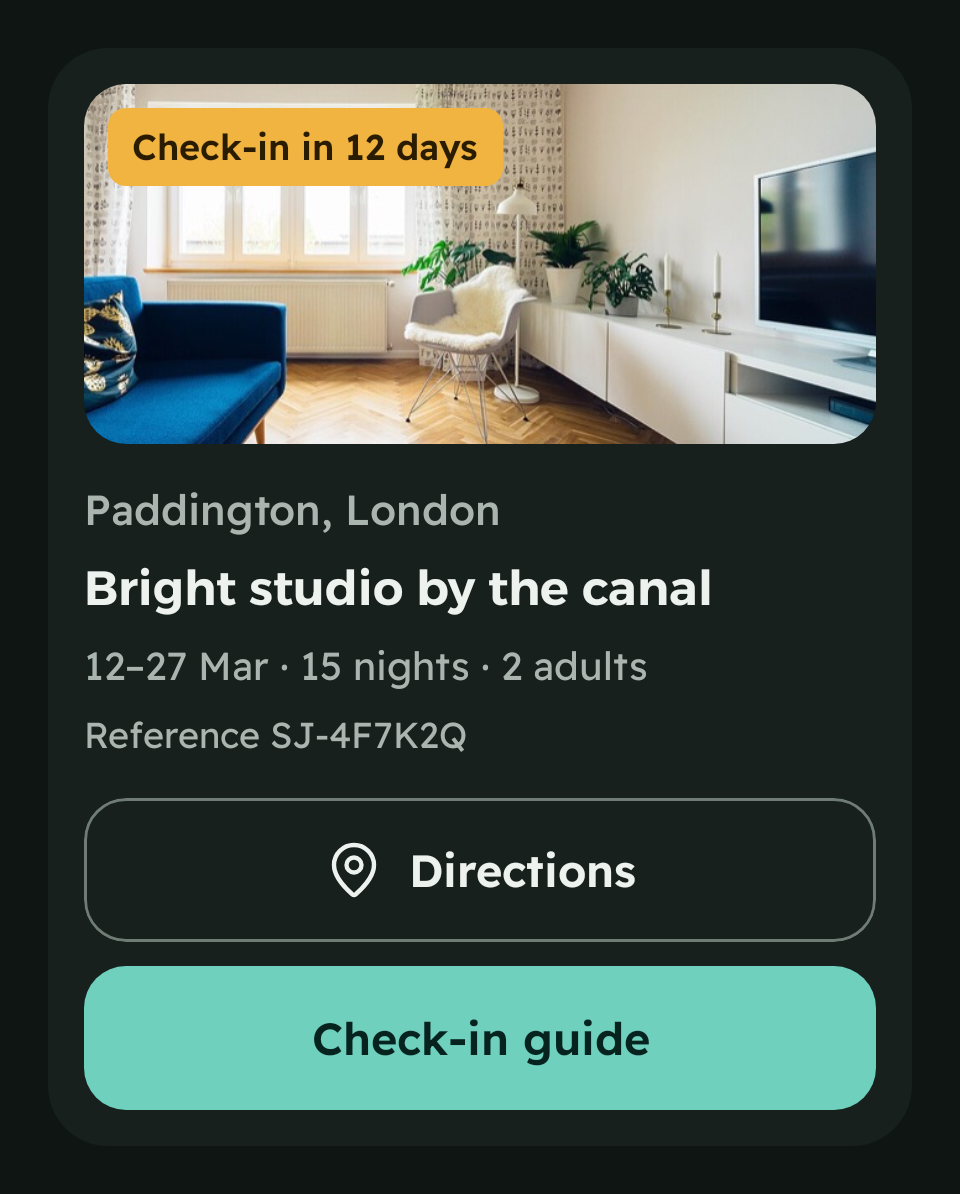 Check-in in 12 days
Paddington, London
Bright studio by the canal
12–27 Mar · 15 nights · 2 adults
Reference SJ-4F7K2Q
Directions
Check-in guide